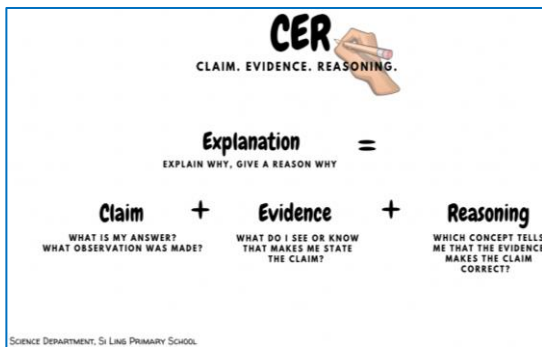 CER
CLAIM. EVIDENCE. REASONING.
Explanation =
EXPLAIN WHY, GIVE A REASON WHY
Claim + Evidence + Reasoning
WHAT IS MY ANSWER?
WHAT OBSERVATION WAS MADE?
WHAT DO I SEE OR KNOW
THAT MAKES ME STATE
THE CLAIM?
WHICH CONCEPT TELLS
ME THAT THE EVIDENCE
MAKES THE CLAIM
CORRECT?
SCIENCE DEPARTMENT, SI LING PRIMARY SCHOOL